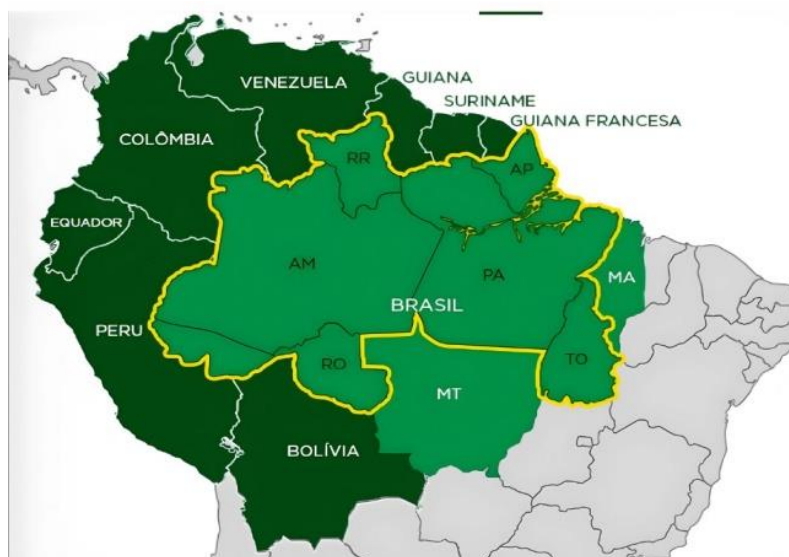 VENEZUELA
GUIANA
SURINAME
GUIANA FRANCESA
COLÔMBIA
RR
AP
EQUADOR
AM
PA
MA
BRASIL
PERU
RO
TO
MT
BOLÍVIA